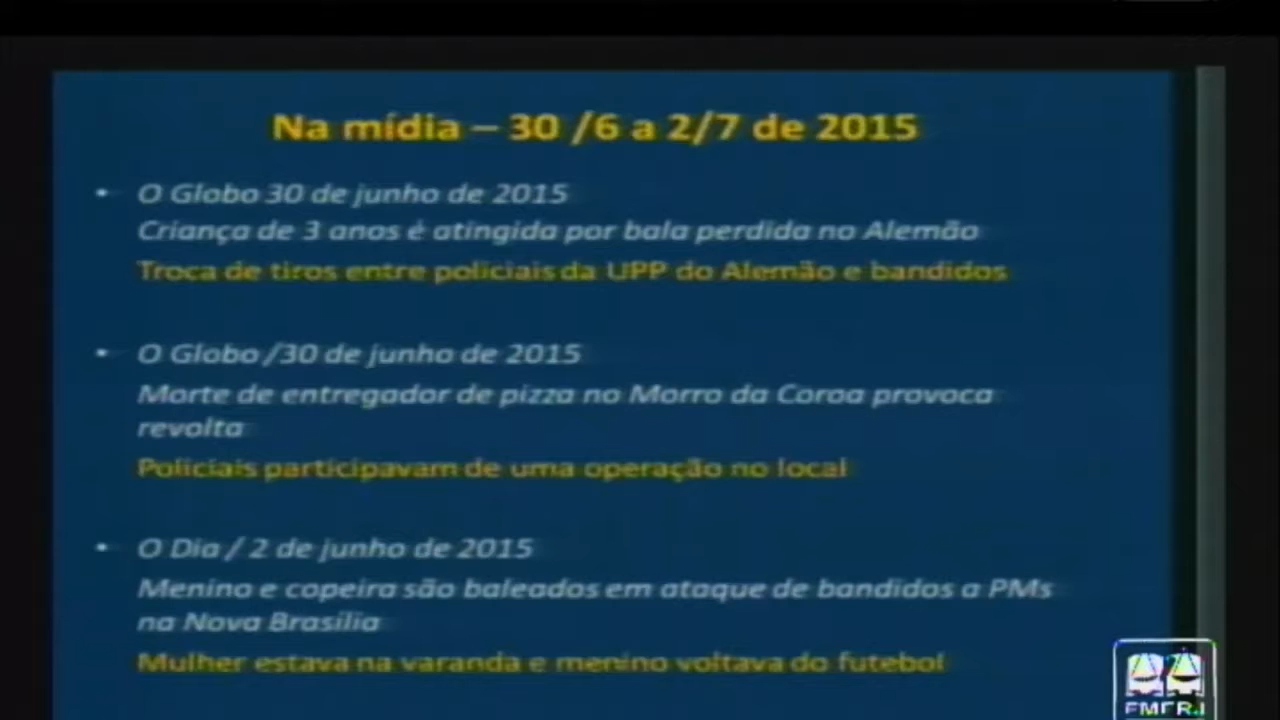 Na mídia – 30 /6 a 2/7 de 2015
• O Globo 30 de junho de 2015
Criança de 3 anos é atingida por bala perdida no Alemão
Troca de tiros entre policiais da UPP do Alemão e bandidos
• O Globo /30 de junho de 2015
Morte de entregador de pizza no Morro da Coroa provoca
revolta
Policiais participavam de uma operação no local
• O Dia / 2 de junho de 2015
Menino e copeira são baleados em ataque de bandidos a PMs
na Nova Brasília
Mulher estava na varanda e menino voltava do futebol
EMERJ